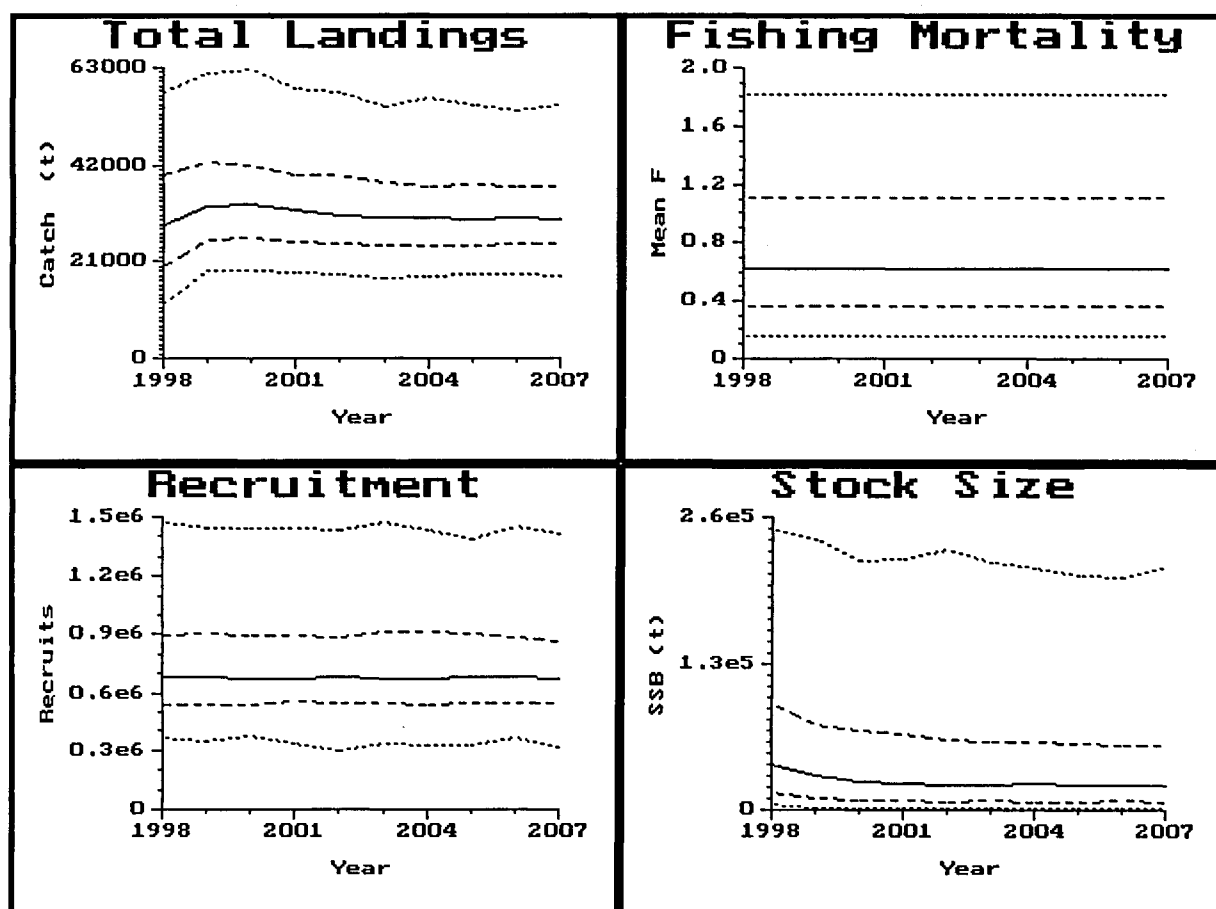 Total Landings
63000
42000
21000
0
Catch (t)
1998 2001 2004 2007
Year
Fishing Mortality
2.0
1.6
1.2
0.8
0.4
0
Mean F
1998 2001 2004 2007
Year
Recruitment
1.5e6
1.2e6
0.9e6
0.6e6
0.3e6
0
Recruits
1998 2001 2004 2007
Year
Stock Size
2.6e5
1.3e5
0
SSB (t)
1998 2001 2004 2007
Year